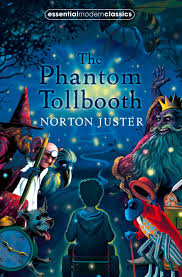 essentialmodernclassics
The
Phantom
Tollbooth
NORTON JUSTER